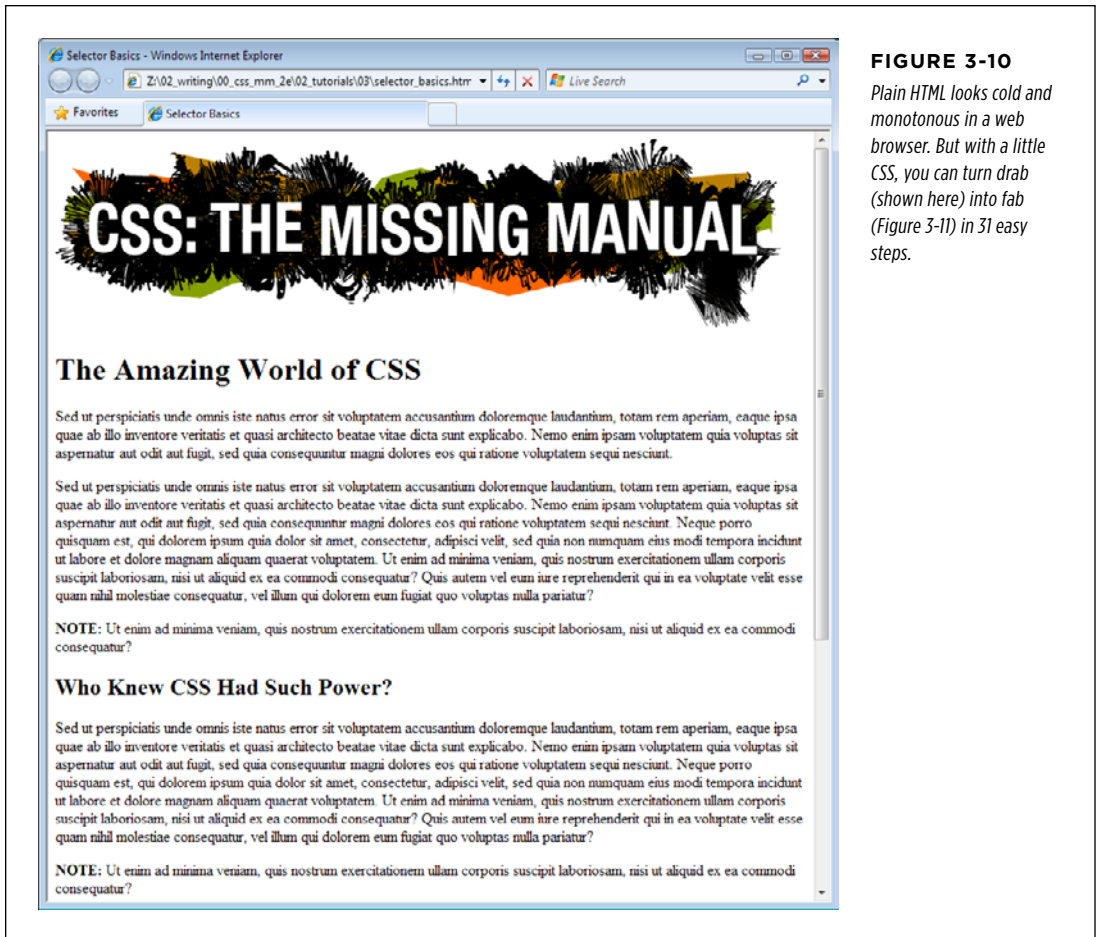 Selector Basics - Windows Internet Explorer
Z:\02_writing\00_css_mm_2e\02_tutorials\03\selector_basics.htm
Live Search
Favorites
Selector Basics
CSS: THE MISSING MANUAL
The Amazing World of CSS
Sed ut perspiciatis unde omnis iste natus error sit voluptatem accusantium doloremque laudantium, totam rem aperiam, eaque ipsa
quae ab illo inventore veritatis et quasi architecto beatae vitae dicta sunt explicabo. Nemo enim ipsam voluptatem quia voluptas sit
aspernatur aut odit aut fugit, sed quia consequuntur magni dolores eos qui ratione voluptatem sequi nesciunt.
Sed ut perspiciatis unde omnis iste natus error sit voluptatem accusantium doloremque laudantium, totam rem aperiam, eaque ipsa
quae ab illo inventore veritatis et quasi architecto beatae vitae dicta sunt explicabo. Nemo enim ipsam voluptatem quia voluptas sit
aspernatur aut odit aut fugit, sed quia consequuntur magni dolores eos qui ratione voluptatem sequi nesciunt. Neque porro
quisquam est, qui dolorem ipsum quia dolor sit amet, consectetur, adipisci velit, sed quia non numquam eius modi tempora incidunt
ut labore et dolore magnam aliquam quaerat voluptatem. Ut enim ad minima veniam, quis nostrum exercitationem ullam corporis
suscipit laboriosam, nisi ut aliquid ex ea commodi consequatur? Quis autem vel eum iure reprehenderit qui in ea voluptate velit esse
quam nihil molestiae consequatur, vel illum qui dolorem eum fugiat quo voluptas nulla pariatur?
NOTE: Ut enim ad minima veniam, quis nostrum exercitationem ullam corporis suscipit laboriosam, nisi ut aliquid ex ea commodi
consequatur?
Who Knew CSS Had Such Power?
Sed ut perspiciatis unde omnis iste natus error sit voluptatem accusantium doloremque laudantium, totam rem aperiam, eaque ipsa
quae ab illo inventore veritatis et quasi architecto beatae vitae dicta sunt explicabo. Nemo enim ipsam voluptatem quia voluptas sit
aspernatur aut odit aut fugit, sed quia consequuntur magni dolores eos qui ratione voluptatem sequi nesciunt. Neque porro
quisquam est, qui dolorem ipsum quia dolor sit amet, consectetur, adipisci velit, sed quia non numquam eius modi tempora incidunt
ut labore et dolore magnam aliquam quaerat voluptatem. Ut enim ad minima veniam, quis nostrum exercitationem ullam corporis
suscipit laboriosam, nisi ut aliquid ex ea commodi consequatur? Quis autem vel eum iure reprehenderit qui in ea voluptate velit esse
quam nihil molestiae consequatur, vel illum qui dolorem eum fugiat quo voluptas nulla pariatur?
NOTE: Ut enim ad minima veniam, quis nostrum exercitationem ullam corporis suscipit laboriosam, nisi ut aliquid ex ea commodi
consequatur?
FIGURE 3-10
Plain HTML looks cold and
monotonous in a web
browser. But with a little
CSS, you can turn drab
(shown here) into fab
(Figure 3-11) in 31 easy
steps.